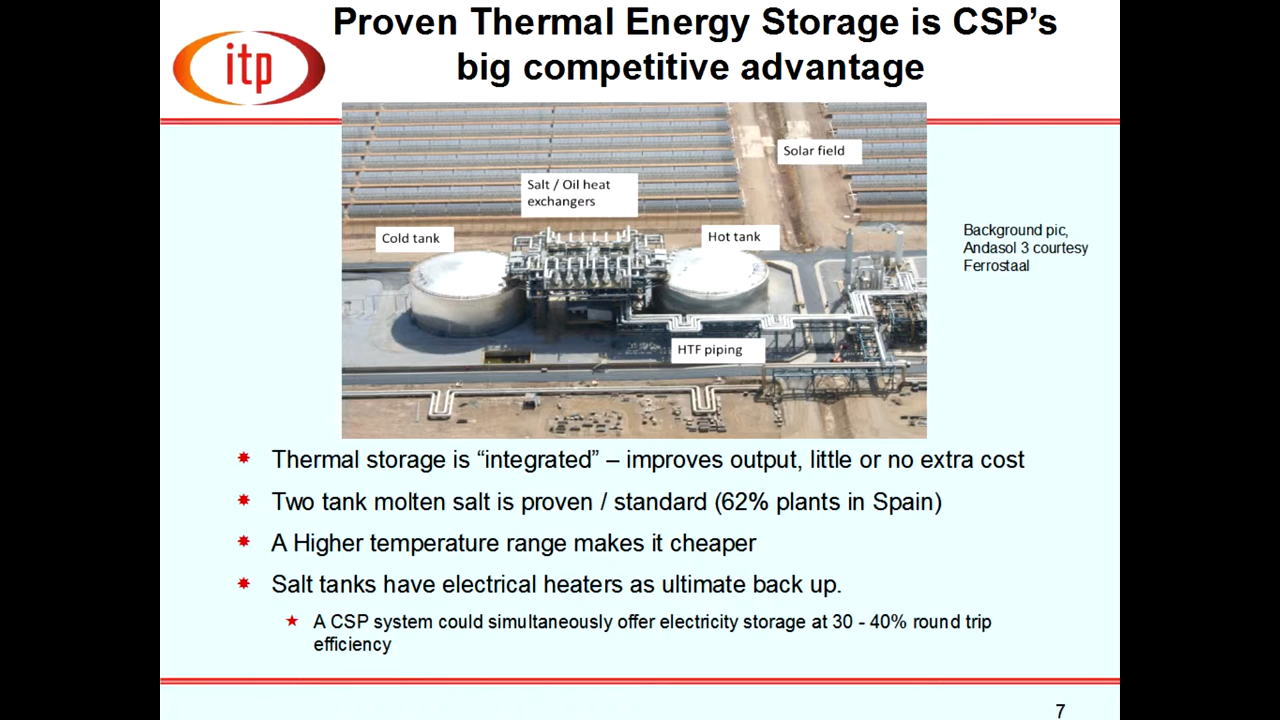 Proven Thermal Energy Storage is CSP’s
big competitive advantage
itp
Solar field
Salt / Oil heat
exchangers
Cold tank
Hot tank
HTF piping
Background pic,
Andasol 3 courtesy
Ferrostaal
Thermal storage is “integrated” – improves output, little or no extra cost
Two tank molten salt is proven / standard (62% plants in Spain)
A Higher temperature range makes it cheaper
Salt tanks have electrical heaters as ultimate back up.
A CSP system could simultaneously offer electricity storage at 30 - 40% round trip
efficiency
7